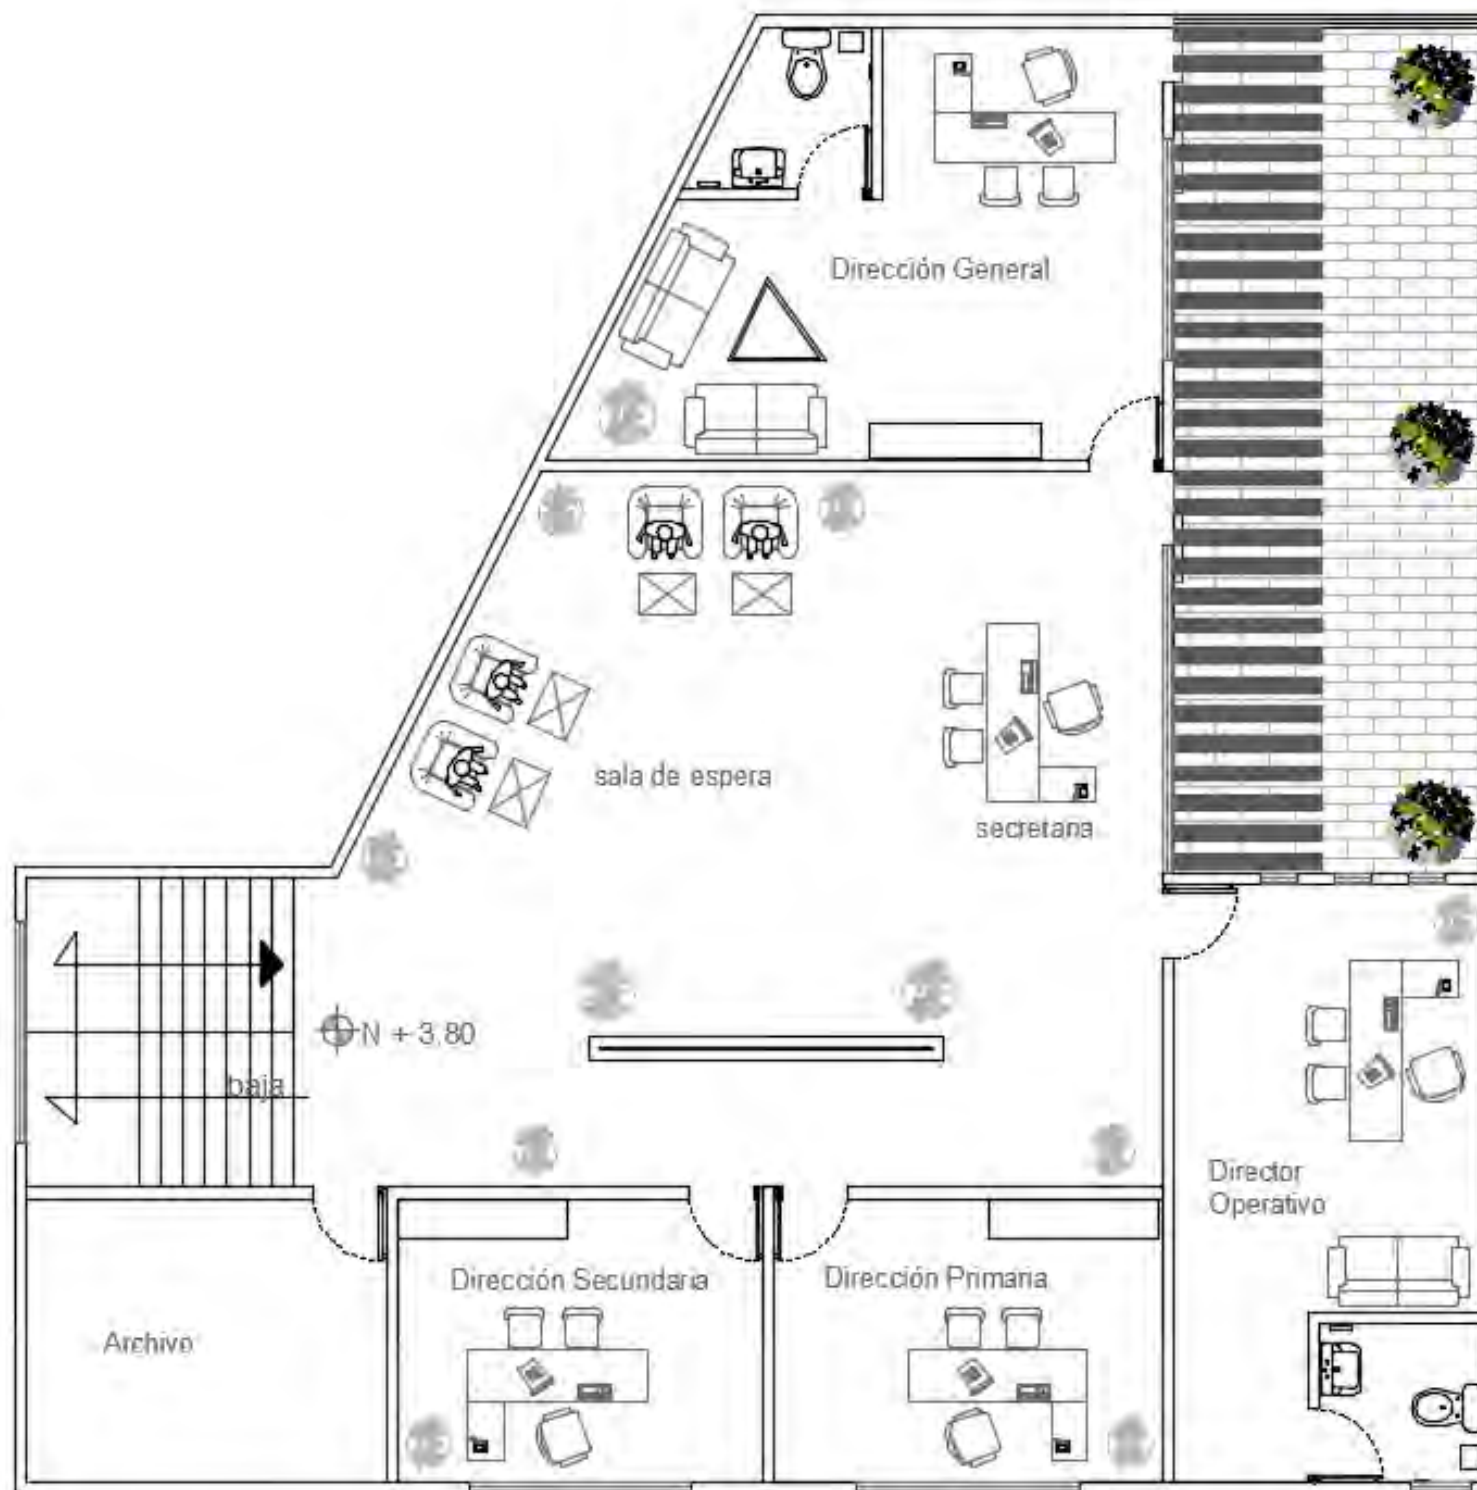 Dirección General
sala de espera
secretaria
N + 3.80
baja
Director
Operativo
Dirección Secundaria
Dirección Primaria
Archivo